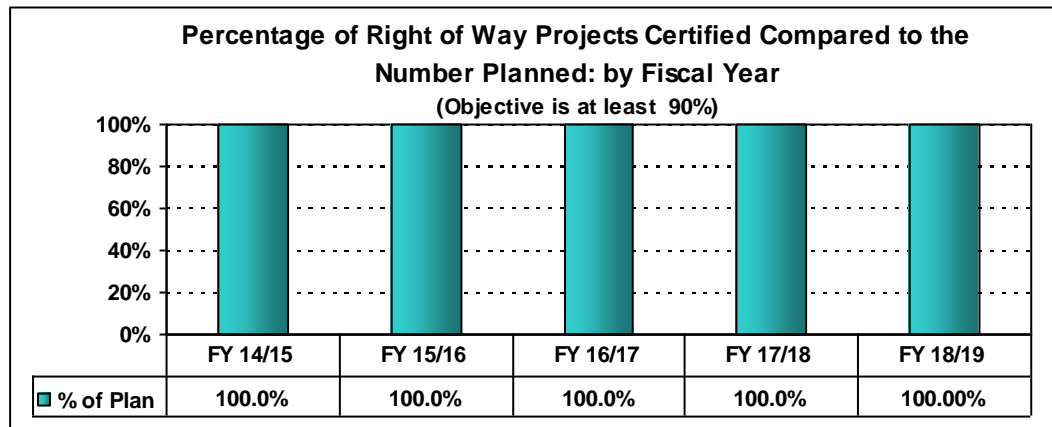 Percentage of Right of Way Projects Certified Compared to the
Number Planned: by Fiscal Year
(Objective is at least 90%)
100%
80%
60%
40%
20%
0%
FY 14/15 FY 15/16 FY 16/17 FY 17/18 FY 18/19
% of Plan 100.0% 100.0% 100.0% 100.0% 100.00%